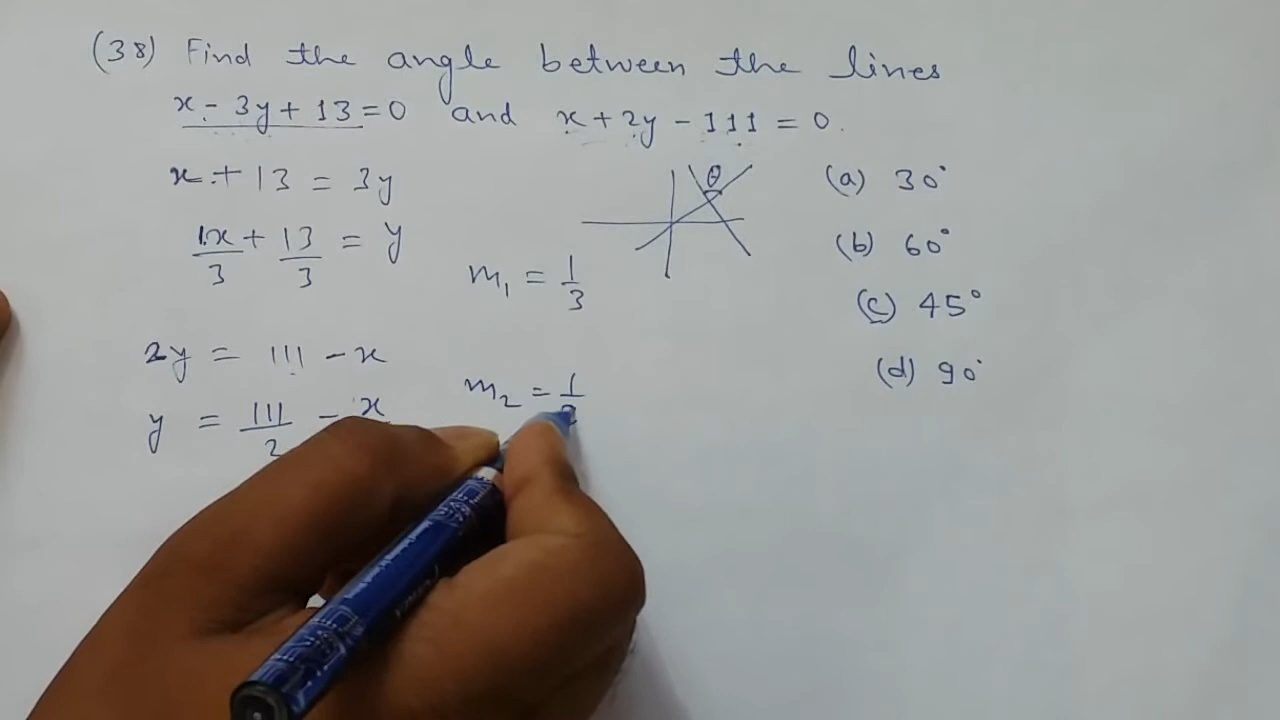 (38) Find the angle between the lines
x - 3y + 13 = 0 and x + 2y - 111 = 0.
x + 13 = 3y
1x/3 + 13/3 = y
m₁ = 1/3
2y = 111 - x
y = 111/2 - x
m₂ = 1/2
θ
(a) 30°
(b) 60°
(c) 45°
(d) 90°